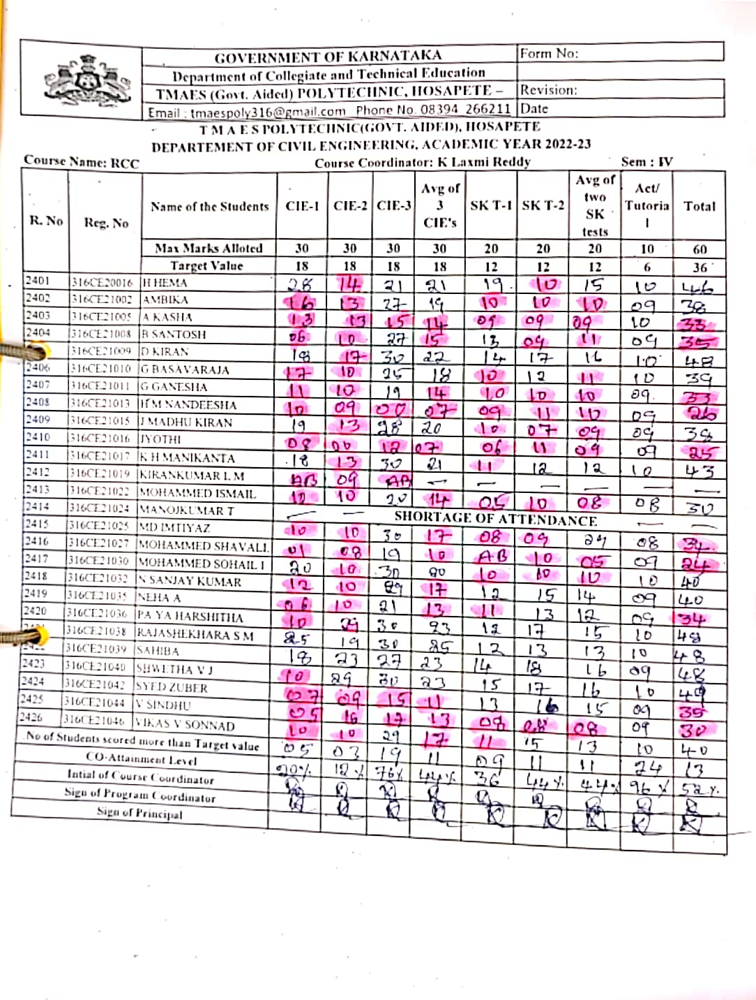 GOVERNMENT OF KARNATAKA Form No:
Department of Collegiate and Technical Education
TMAES (Govt. Aided) POLYTECHNIC, HOSAPETE – Revision:
Email : tmaespoly316@gmail.com Phone No. 08394 266211 Date
T M A E S POLYTECHNIC(GOVT. AIDED), HOSAPETE
DEPARTEMENT OF CIVIL ENGINEERING, ACADEMIC YEAR 2022-23
Course Name: RCC Course Coordinator: K Laxmi Reddy Sem : IV
R. No Reg. No Name of the Students CIE-1 CIE-2 CIE-3 Avg of 3 CIE's SK T-1 SK T-2 Avg of two SK tests Act/ Tutoria l Total
Max Marks Alloted 30 30 30 30 20 20 20 10 60
Target Value 18 18 18 18 12 12 12 6 36
2401 316CE20016 H HEMA 28 14 21 21 19 10 15 10 46
2402 316CE21002 AMBIKA 16 13 27 19 10 10 10 09 38
2403 316CE21005 A KASHA 13 13 15 14 09 09 09 10 33
2404 316CE21008 B SANTOSH 06 10 27 15 13 09 11 09 35
316CE21009 D KIRAN 18 17 30 22 14 17 16 10 48
2406 316CE21010 G BASAVARAJA 17 10 25 18 10 12 11 10 39
2407 316CE21011 G GANESHA 11 10 19 14 10 10 10 09 33
2408 316CE21013 H M NANDEESHA 10 09 00 07 09 11 10 09 26
2409 316CE21015 J MADHU KIRAN 19 13 28 20 10 07 09 09 38
2410 316CE21016 JYOTHI 08 00 12 07 06 11 09 09 25
2411 316CE21017 K H MANIKANTA 18 13 30 21 11 12 12 10 43
2412 316CE21019 KIRANKUMAR L M AB 09 AB — — — — — —
2413 316CE21022 MOHAMMED ISMAIL 10 10 20 14 05 10 08 08 30
2414 316CE21024 MANOJKUMAR T — — SHORTAGE OF ATTENDANCE — —
2415 316CE21025 MD IMTIYAZ 10 10 30 17 08 09 08 34
2416 316CE21027 MOHAMMED SHAVALI 01 08 19 10 AB 10 05 09 24
2417 316CE21030 MOHAMMED SOHAIL I 20 10 30 20 10 10 10 10 40
2418 316CE21032 N SANJAY KUMAR 12 10 29 17 12 15 14 09 40
2419 316CE21035 NEHA A 06 10 21 13 11 13 12 09 34
2420 316CE21036 PA YA HARSHITHA 10 29 30 23 12 17 15 10 48
316CE21038 RAJASHEKHARA S M 25 19 30 25 12 13 13 10 48
316CE21039 SAHIBA 18 23 27 23 14 18 16 09 48
2423 316CE21040 SHWETHA V J 10 29 30 23 15 17 16 10 49
2424 316CE21042 SYED ZUBER 07 09 15 11 13 16 15 09 35
2425 316CE21044 V SINDHU 05 16 17 13 08 08 08 09 30
2426 316CE21046 VIKAS V SONNAD 10 10 29 17 11 15 13 10 40
No of Students scored more than Target value 05 03 19 11 09 11 11 24 13
CO-Attainment Level 20% 12% 76% 44% 36 44% 44% 96% 52%
Intial of Course Coordinator
Sign of Program Coordinator
Sign of Principal